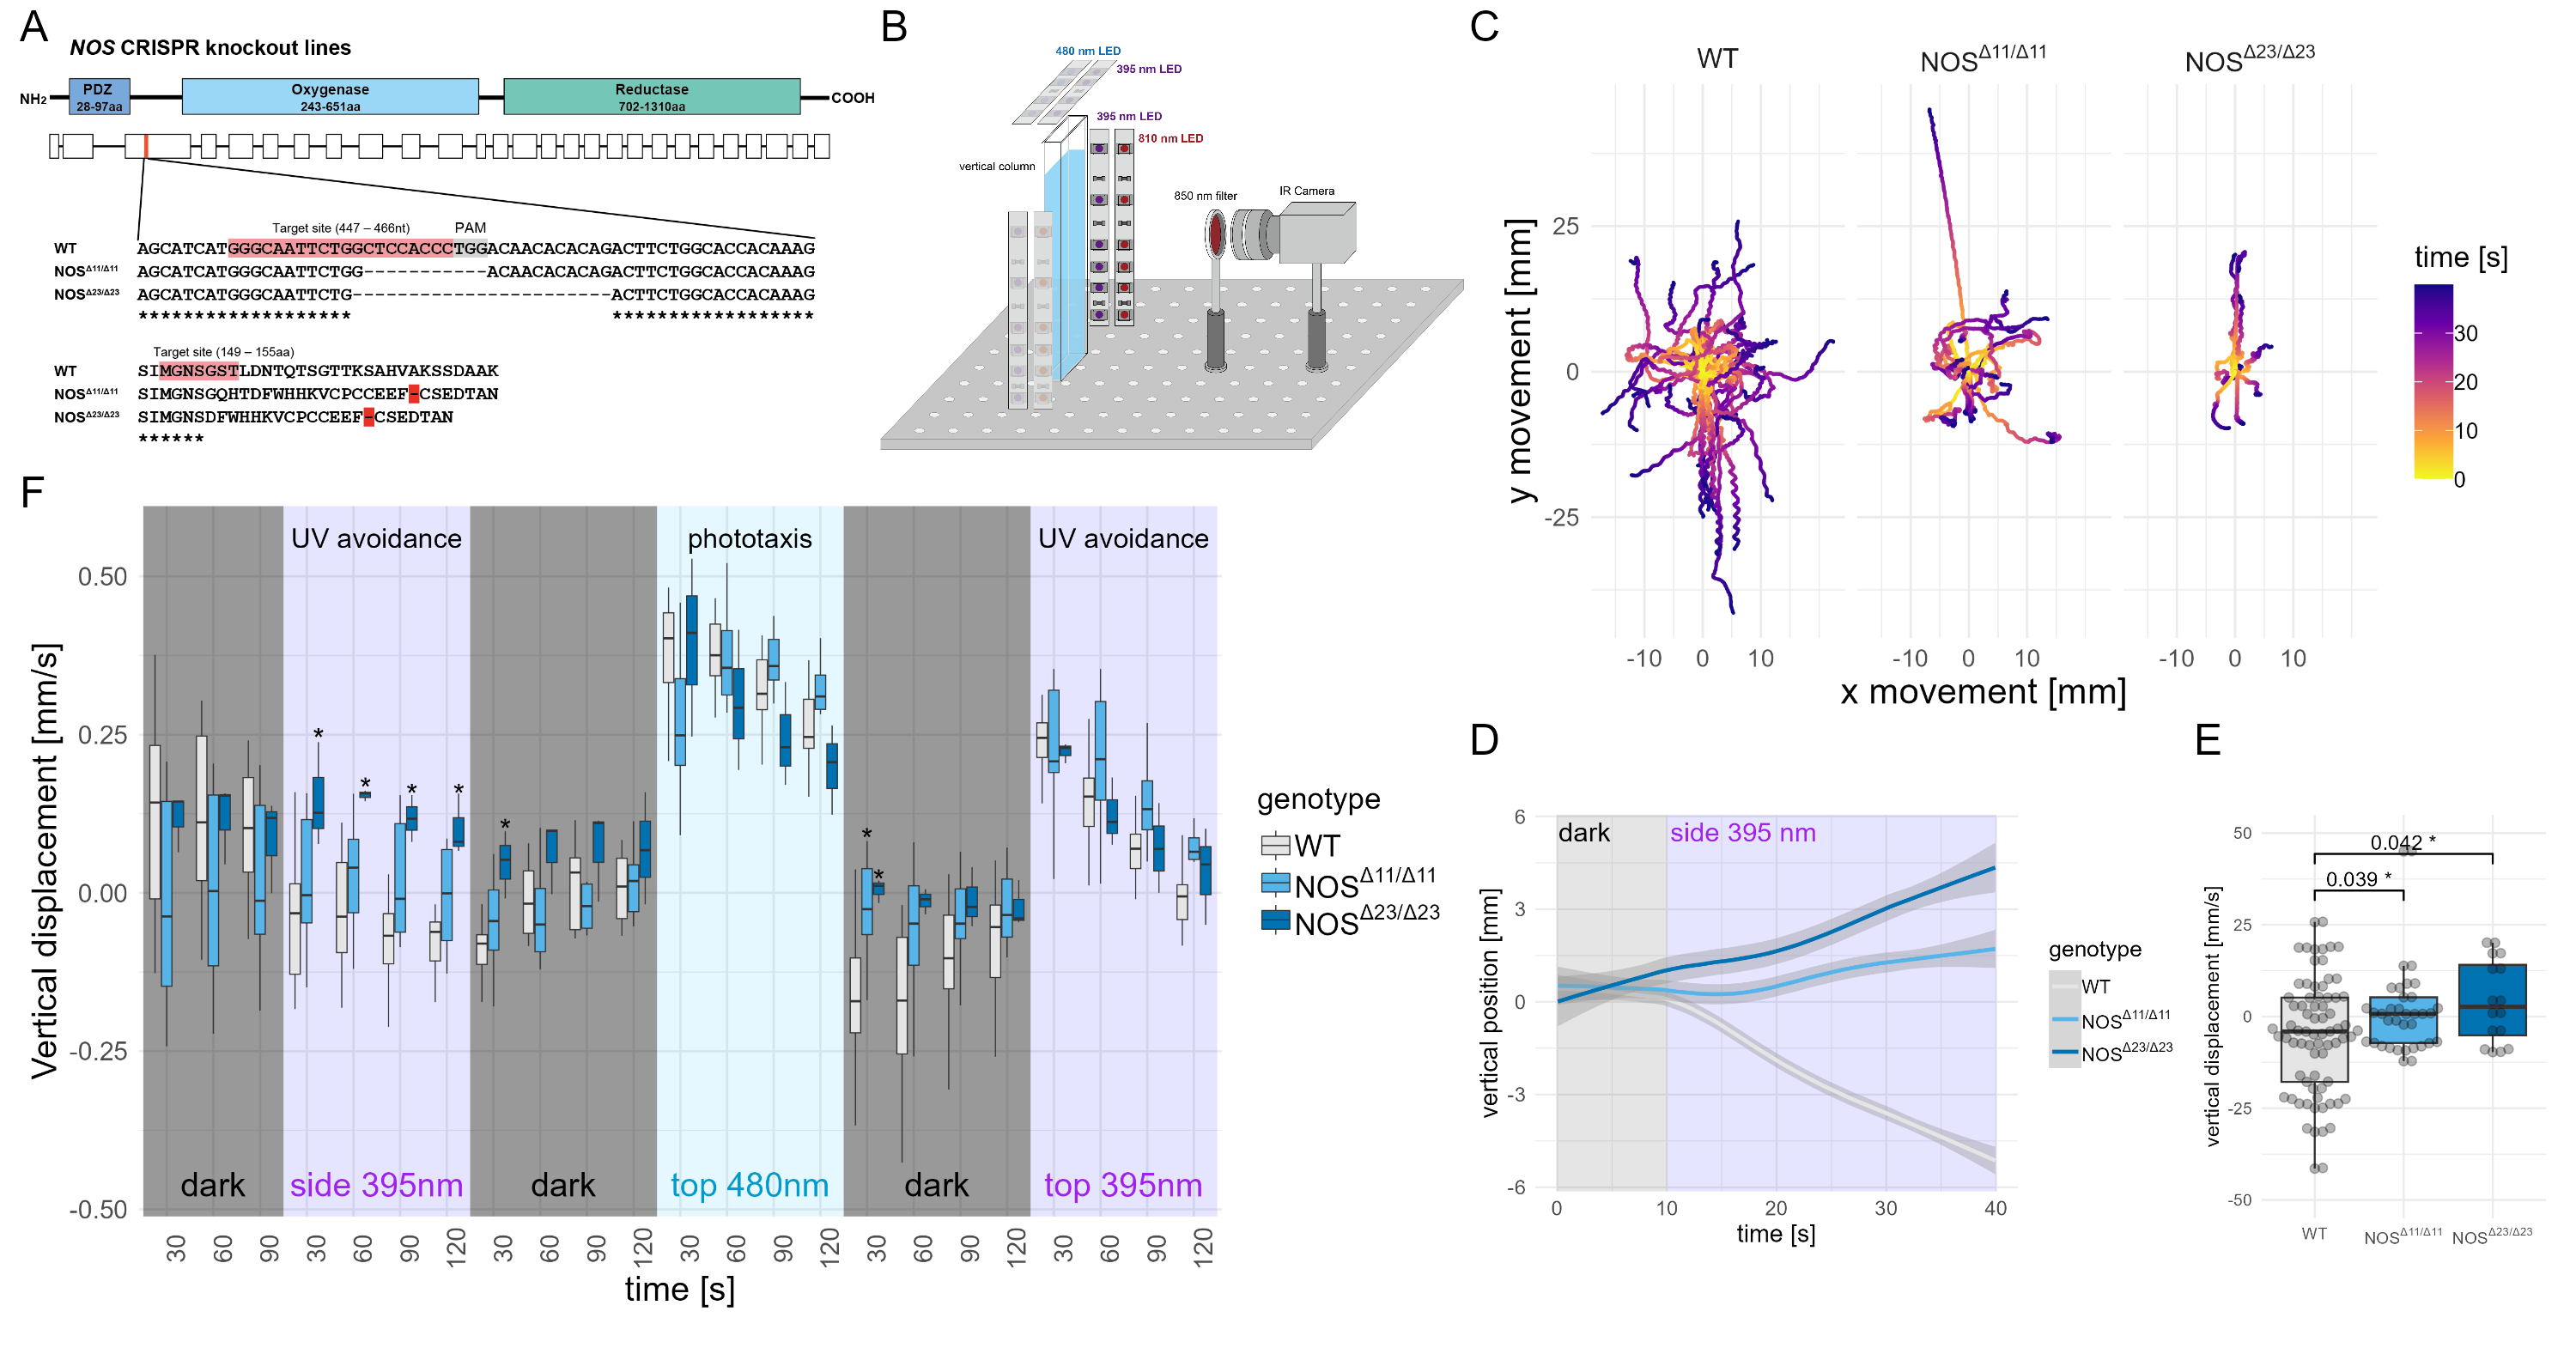 A
NOS CRISPR knockout lines
NH2
PDZ
28-97aa
Oxygenase
243-651aa
Reductase
702-1310aa
COOH
Target site (447 – 466nt)
PAM
WT AGCATCATGGGCAATTCTGGCTCCACCCTGGACAACACACAGACTTCTGGCACCACAAAG
NOSΔ11/Δ11 AGCATCATGGGCAATTCTGG-----------ACAACACACAGACTTCTGGCACCACAAAG
NOSΔ23/Δ23 AGCATCATGGGCAATTCTG-----------------------ACTTCTGGCACCACAAAG
******************* ******************
Target site (149 – 155aa)
WT SIMGNSGSTLDNTQTSGTTKSAHVAKSSDAAK
NOSΔ11/Δ11 SIMGNSGQHTDFWHHKVCPCCEEF-CSEDTAN
NOSΔ23/Δ23 SIMGNSDFWHHKVCPCCEEF-CSEDTAN
******
B
480 nm LED
395 nm LED
395 nm LED
810 nm LED
vertical column
850 nm filter
IR Camera
C
WT
NOSΔ11/Δ11
NOSΔ23/Δ23
y movement [mm]
25
0
-25
-10 0 10
-10 0 10
-10 0 10
x movement [mm]
time [s]
30
20
10
0
D
dark
side 395 nm
vertical position [mm]
6
3
0
-3
-6
0 10 20 30 40
time [s]
genotype
WT
NOSΔ11/Δ11
NOSΔ23/Δ23
E
vertical displacement [mm/s]
50
25
0
-25
-50
0.042 *
0.039 *
WT
NOSΔ11/Δ11
NOSΔ23/Δ23
F
UV avoidance
phototaxis
UV avoidance
Vertical displacement [mm/s]
0.50
0.25
0.00
-0.25
-0.50
* * * *
*
* *
dark
side 395nm
dark
top 480nm
dark
top 395nm
30 60 90 30 60 90 120 30 60 90 120 30 60 90 120 30 60 90 120 30 60 90 120
time [s]
genotype
WT
NOSΔ11/Δ11
NOSΔ23/Δ23